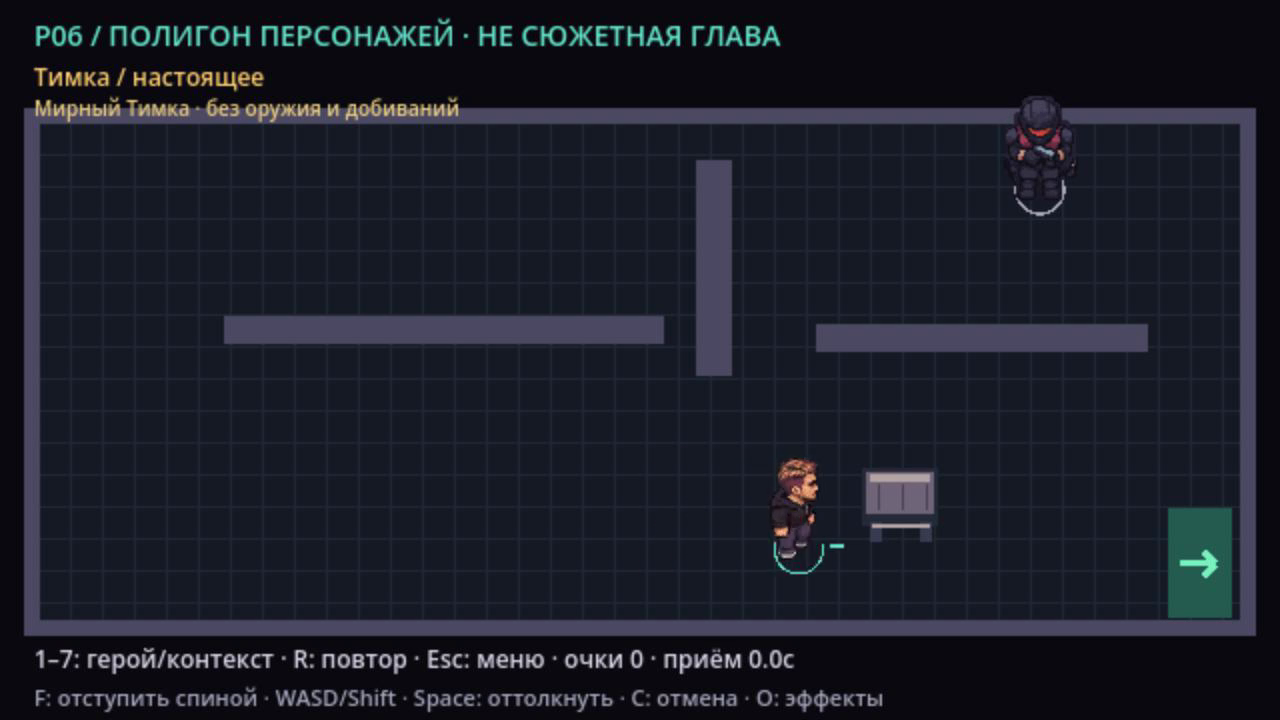 P06 / ПОЛИГОН ПЕРСОНАЖЕЙ · НЕ СЮЖЕТНАЯ ГЛАВА
Тимка / настоящее
Мирный Тимка · без оружия и добиваний
→
1–7: герой/контекст · R: повтор · Esc: меню · очки 0 · приём 0.0с
F: отступить спиной · WASD/Shift · Space: оттолкнуть · C: отмена · O: эффекты